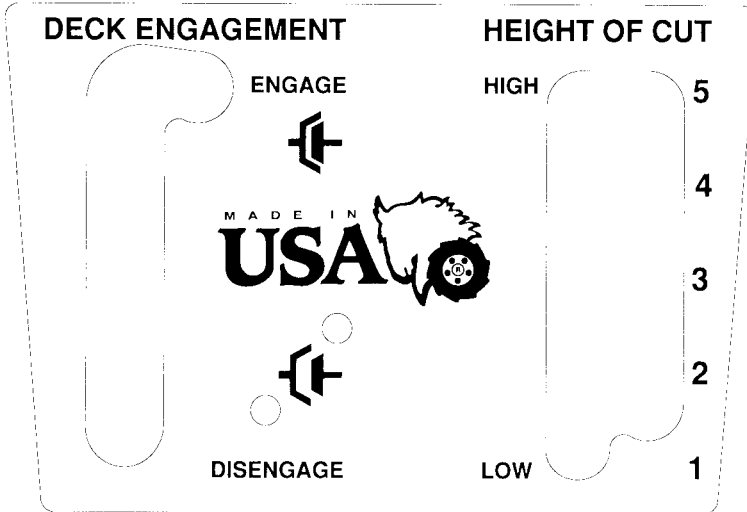 DECK ENGAGEMENT
HEIGHT OF CUT
ENGAGE
HIGH
5
4
MADE IN
USA
®
3
2
DISENGAGE
LOW
1